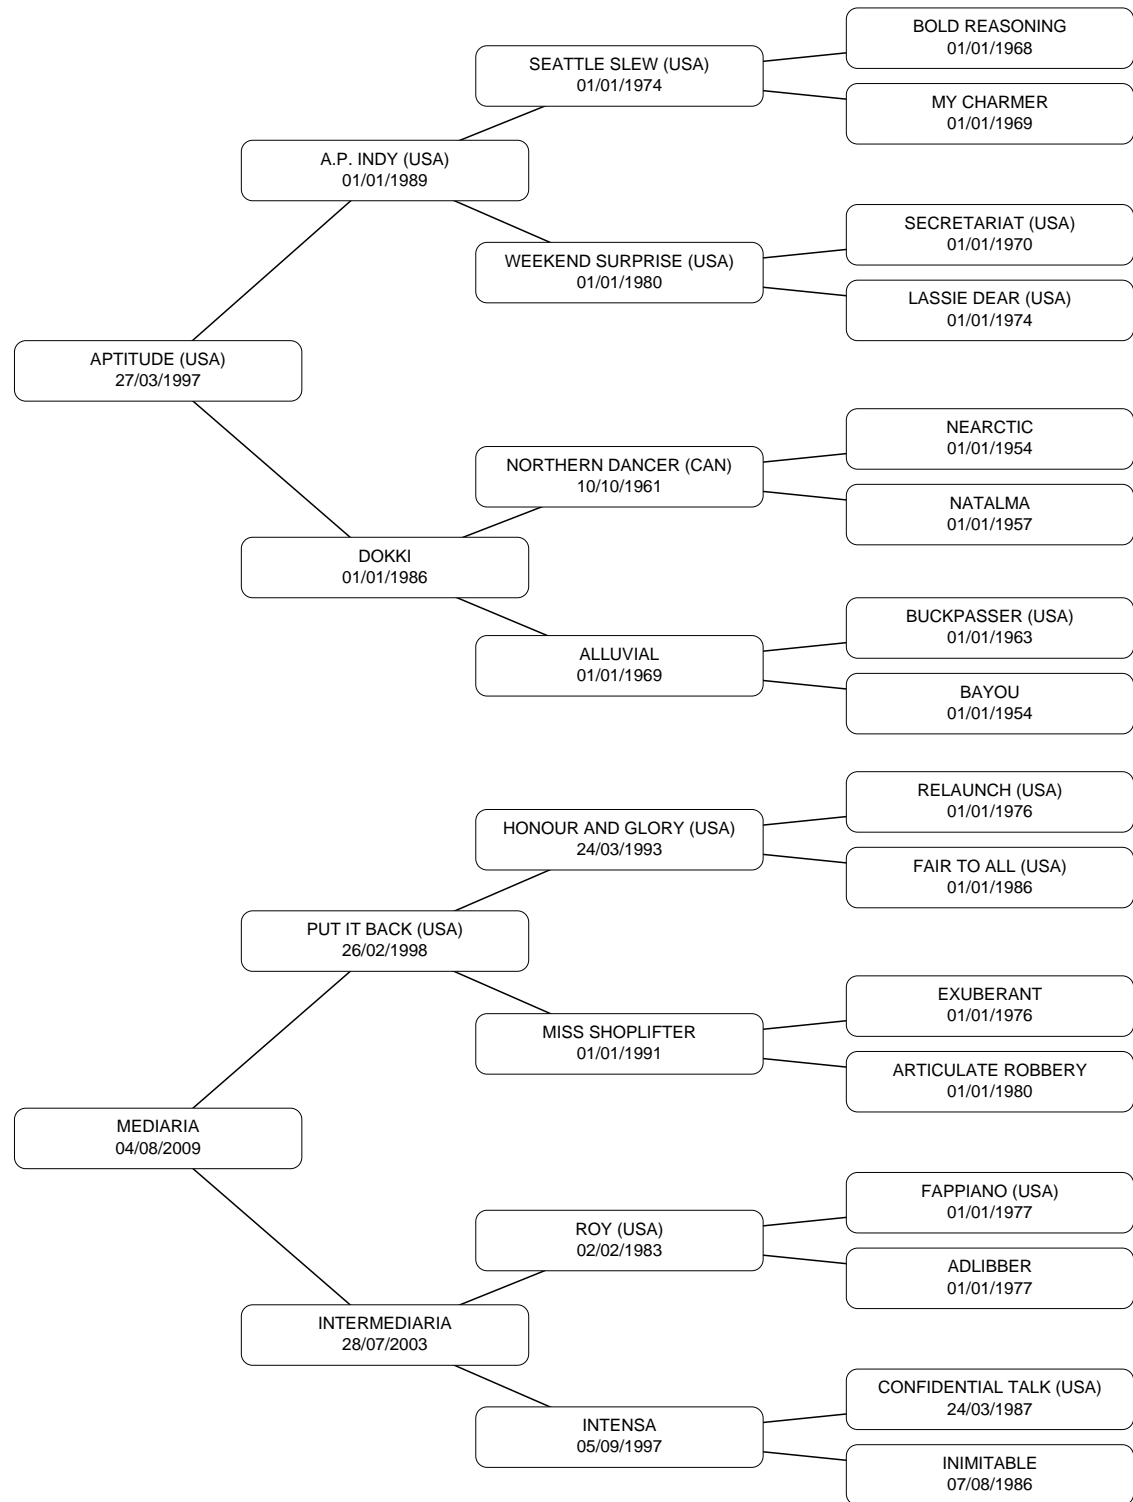 BOLD REASONING
01/01/1968
SEATTLE SLEW (USA)
01/01/1974
MY CHARMER
01/01/1969
A.P. INDY (USA)
01/01/1989
SECRETARIAT (USA)
01/01/1970
WEEKEND SURPRISE (USA)
01/01/1980
LASSIE DEAR (USA)
01/01/1974
APTITUDE (USA)
27/03/1997
NEARCTIC
01/01/1954
NORTHERN DANCER (CAN)
10/10/1961
NATALMA
01/01/1957
DOKKI
01/01/1986
BUCKPASSER (USA)
01/01/1963
ALLUVIAL
01/01/1969
BAYOU
01/01/1954
RELAUNCH (USA)
01/01/1976
HONOUR AND GLORY (USA)
24/03/1993
FAIR TO ALL (USA)
01/01/1986
PUT IT BACK (USA)
26/02/1998
EXUBERANT
01/01/1976
MISS SHOPLIFTER
01/01/1991
ARTICULATE ROBBERY
01/01/1980
MEDIARIA
04/08/2009
FAPPIANO (USA)
01/01/1977
ROY (USA)
02/02/1983
ADLIBBER
01/01/1977
INTERMEDIARIA
28/07/2003
CONFIDENTIAL TALK (USA)
24/03/1987
INTENSA
05/09/1997
INIMITABLE
07/08/1986